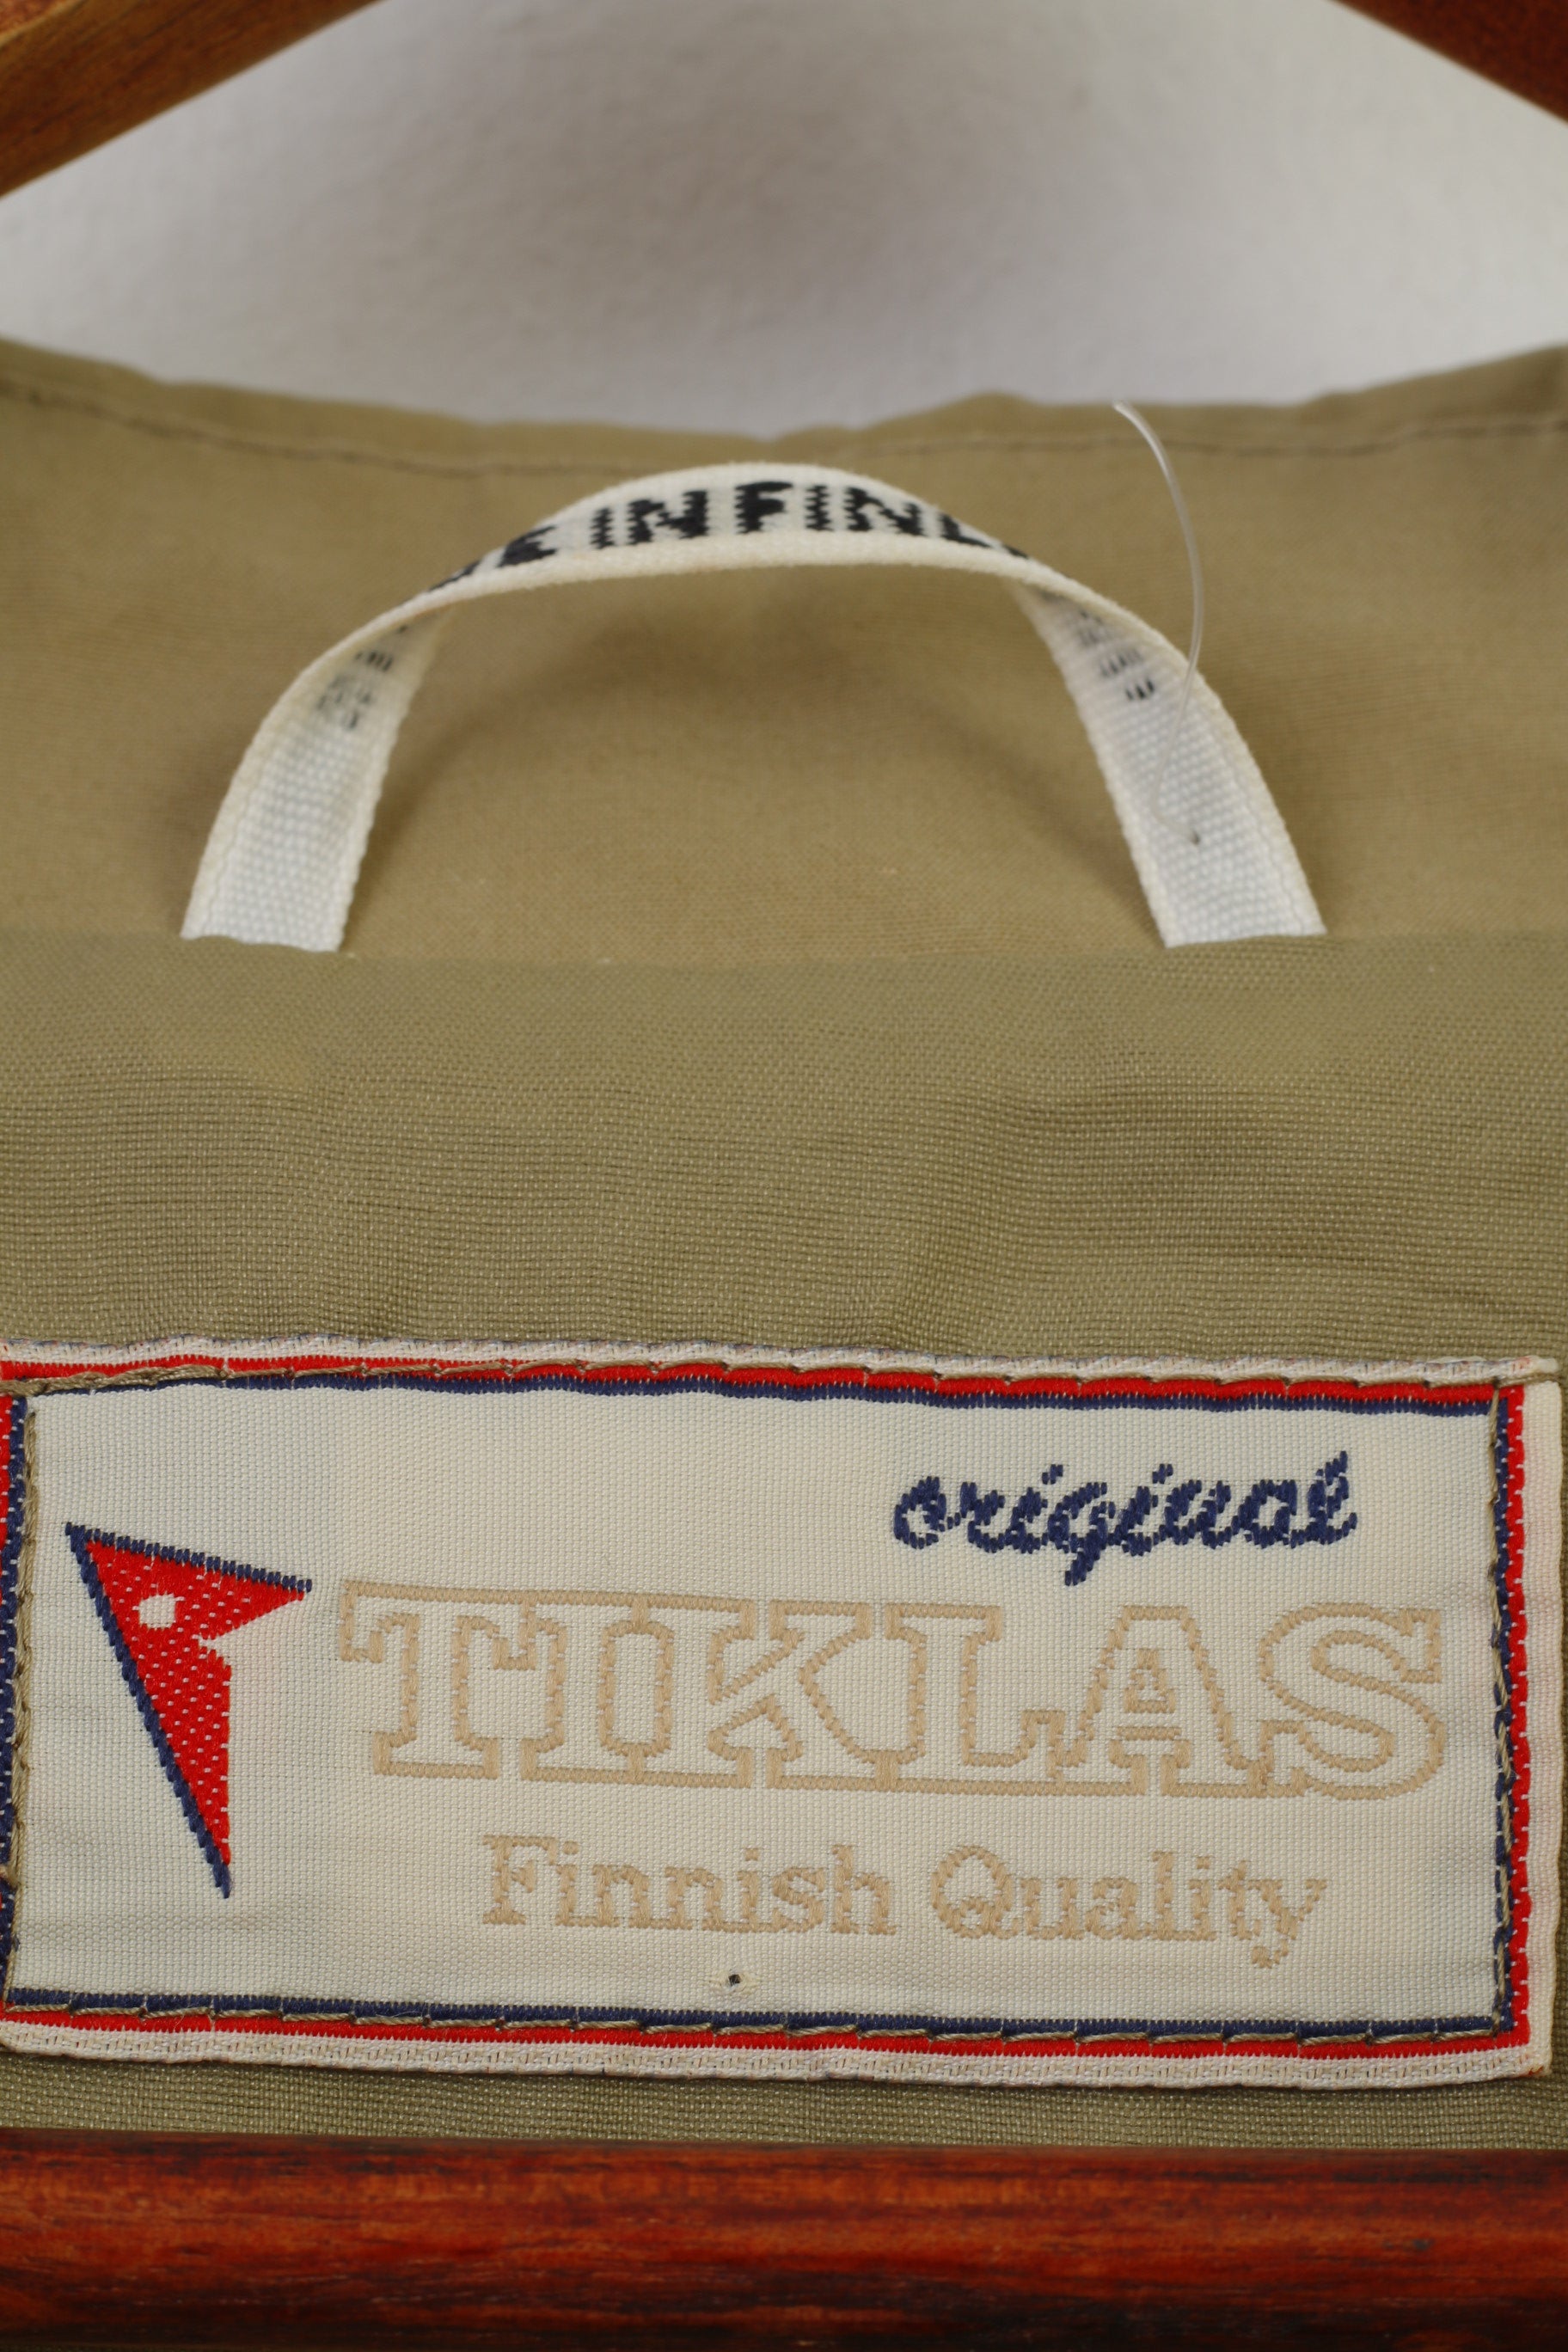 E IN FINL
original
TIKLAS
Finnish Quality